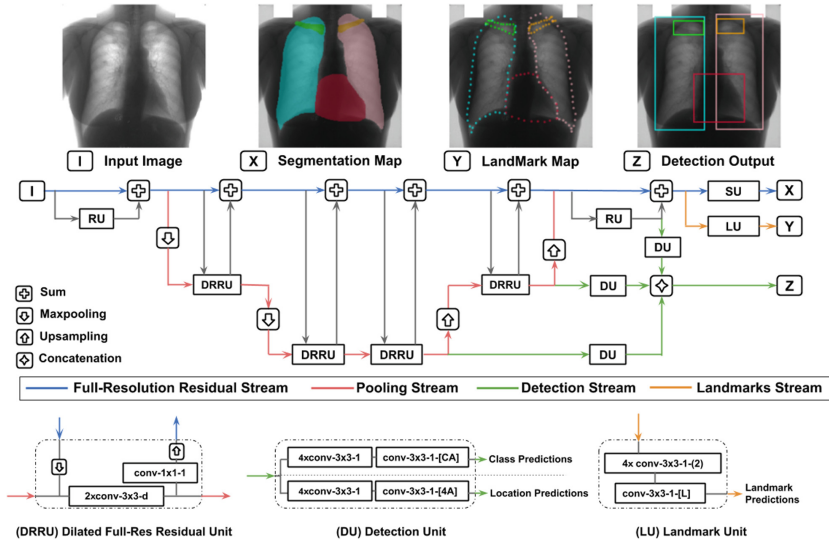 I Input Image
X Segmentation Map
Y LandMark Map
Z Detection Output
I
SU
X
RU
RU
LU
Y
DU
DRRU
DRRU
DU
Z
Sum
Maxpooling
Upsampling
Concatenation
DRRU
DRRU
DU
Full-Resolution Residual Stream
Pooling Stream
Detection Stream
Landmarks Stream
conv-1x1-1
2xconv-3x3-d
4xconv-3x3-1
conv-3x3-1-[CA]
Class Predictions
4xconv-3x3-1
conv-3x3-1-[4A]
Location Predictions
4x conv-3x3-1-(2)
conv-3x3-1-[L]
Landmark
Predictions
(DRRU) Dilated Full-Res Residual Unit
(DU) Detection Unit
(LU) Landmark Unit